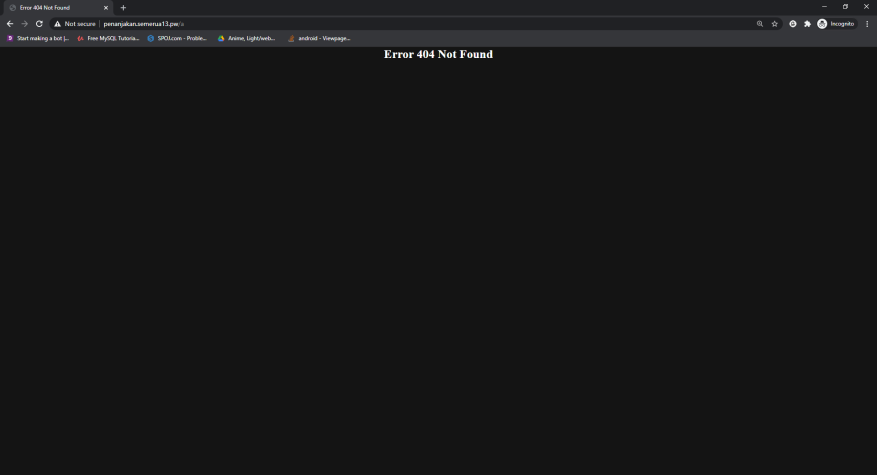 Error 404 Not Found
Not secure penanjakan.semerua13.pw/a Incognito
Start making a bot |... Free MySQL Tutoria... SPOJ.com - Proble... Anime, Light/web... android - Viewpage...
Error 404 Not Found